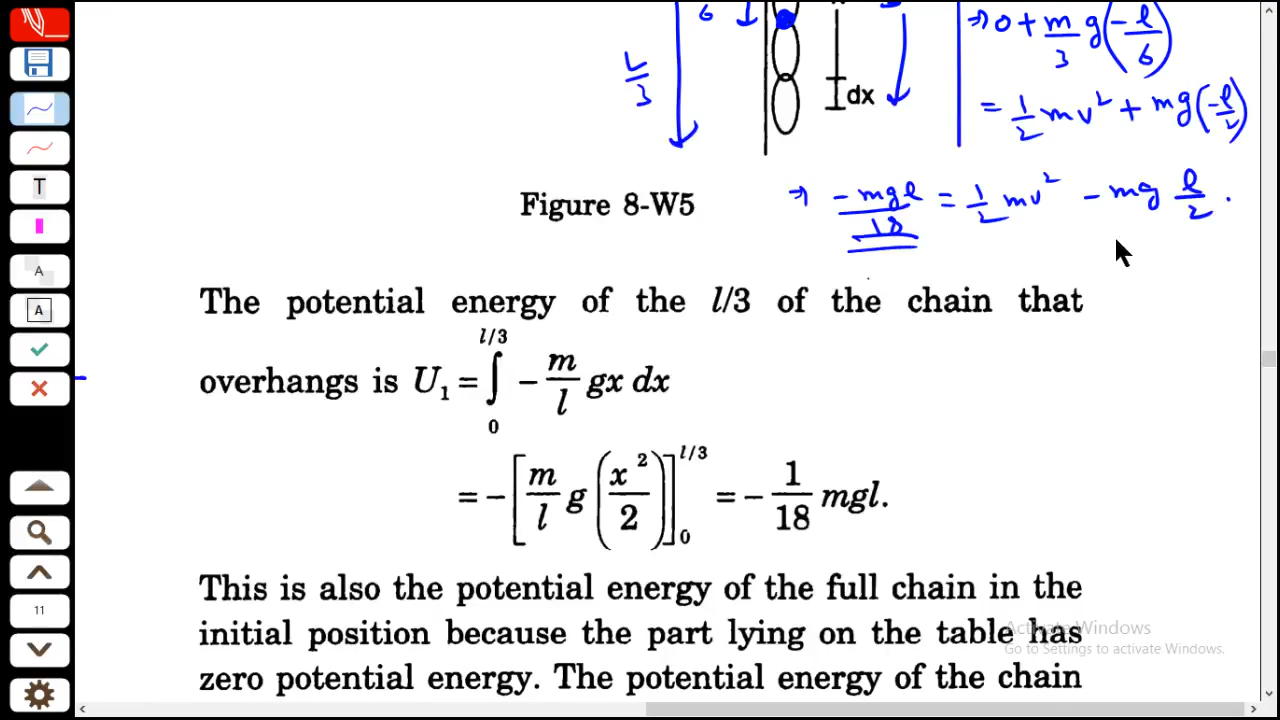 6
L/3
dx
⇒ 0 + m/3 g(-l/6)
= 1/2 mv² + mg(-l/2)
⇒ -mgl/18 = 1/2 mv² - mg l/2.
Figure 8-W5
The potential energy of the l/3 of the chain that
overhangs is U₁ = ∫₀^{l/3} - m/l gx dx
= - [m/l g (x²/2)]₀^{l/3} = - 1/18 mgl.
This is also the potential energy of the full chain in the
initial position because the part lying on the table has
zero potential energy. The potential energy of the chain
Activate Windows
Go to Settings to activate Windows.
T
A
A
11